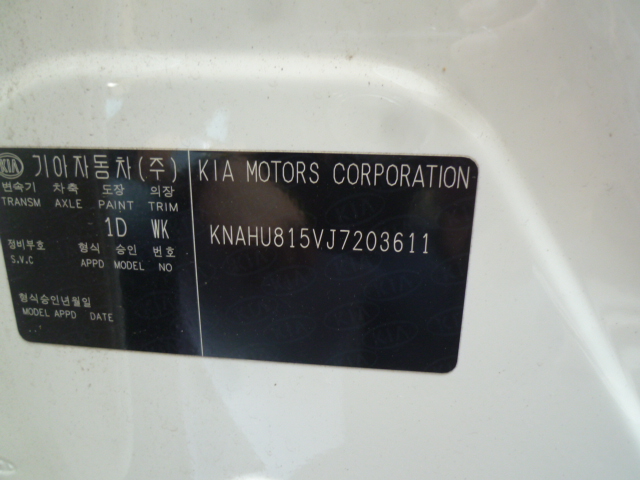 KIA 기아자동차(주) KIA MOTORS CORPORATION
변속기 차축 도장 의장
TRANSM AXLE PAINT TRIM
1D WK
KNAHU815VJ7203611
정비부호 형식 승인 번호
S.V.C APPD MODEL NO
형식승인년월일
MODEL APPD DATE